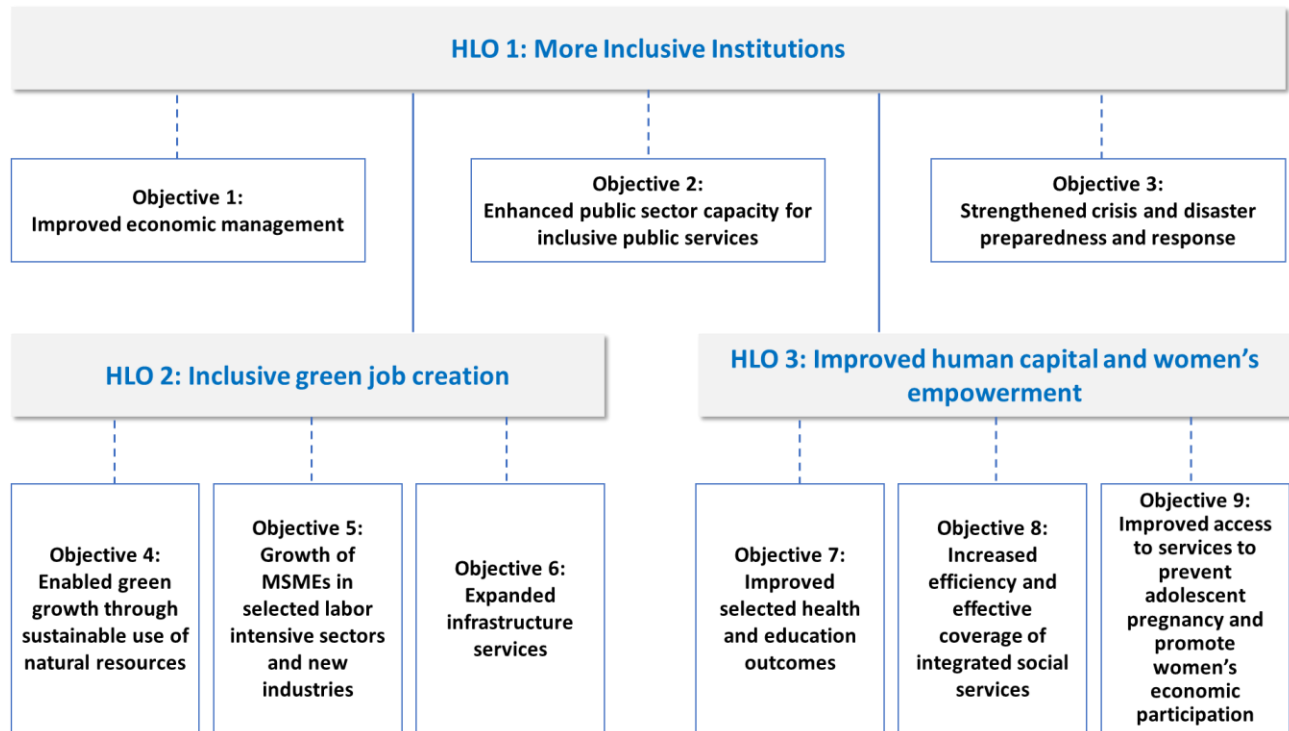 HLO 1: More Inclusive Institutions
Objective 1:
Improved economic management
Objective 2:
Enhanced public sector capacity for
inclusive public services
Objective 3:
Strengthened crisis and disaster
preparedness and response
HLO 2: Inclusive green job creation
HLO 3: Improved human capital and women’s
empowerment
Objective 4:
Enabled green
growth through
sustainable use of
natural resources
Objective 5:
Growth of
MSMEs in
selected labor
intensive sectors
and new
industries
Objective 6:
Expanded
infrastructure
services
Objective 7:
Improved
selected health
and education
outcomes
Objective 8:
Increased
efficiency and
effective
coverage of
integrated social
services
Objective 9:
Improved access
to services to
prevent
adolescent
pregnancy and
promote
women’s
economic
participation